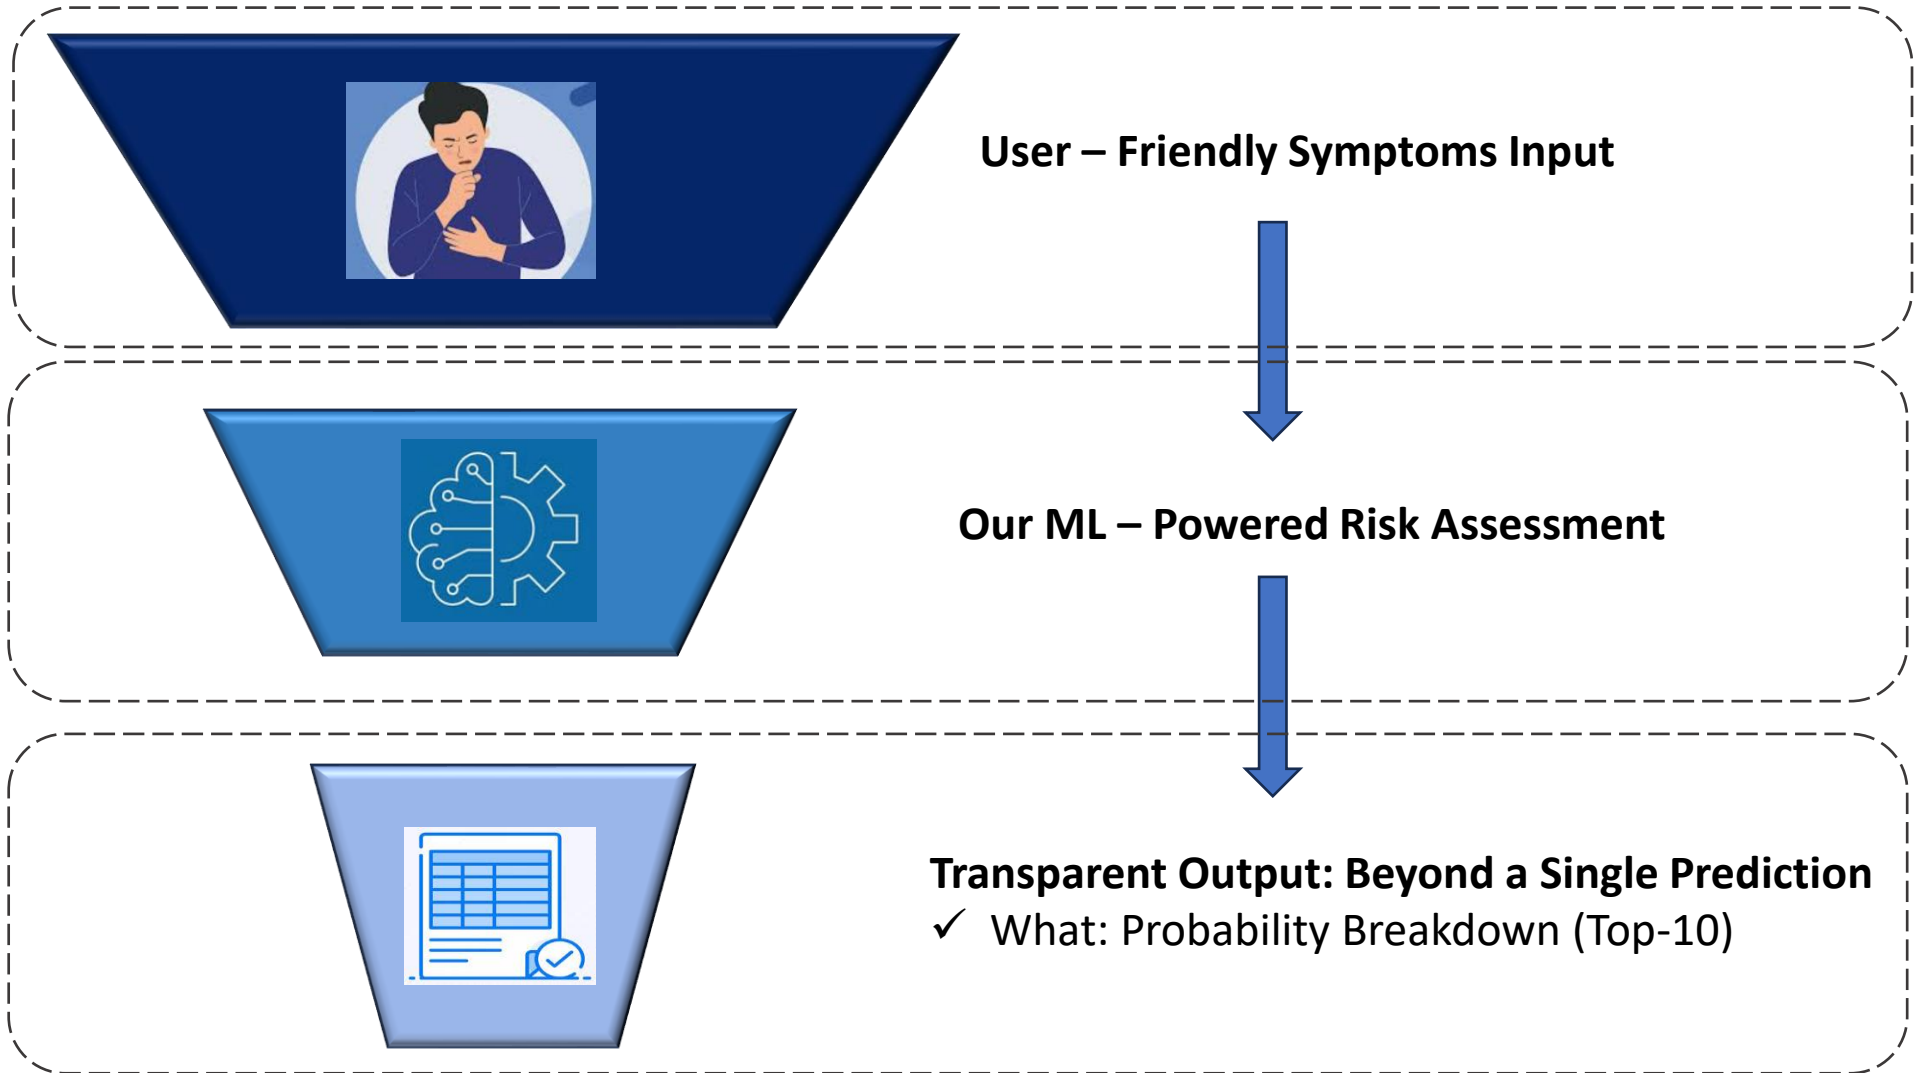 User – Friendly Symptoms Input
Our ML – Powered Risk Assessment
Transparent Output: Beyond a Single Prediction
✓ What: Probability Breakdown (Top-10)